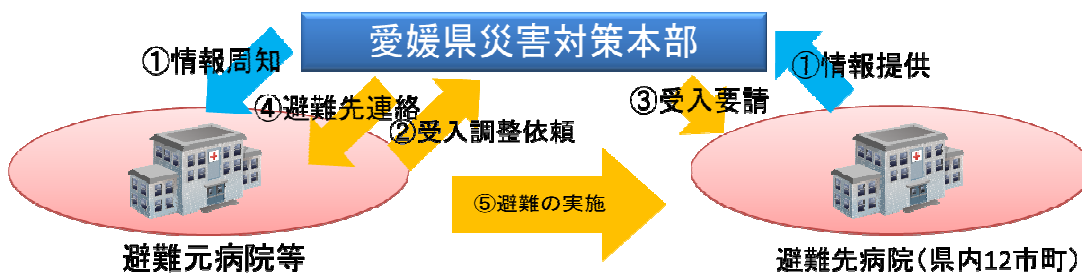 愛媛県災害対策本部
①情報周知
①情報提供
④避難先連絡
③受入要請
②受入調整依頼
⑤避難の実施
避難元病院等
避難先病院(県内12市町)